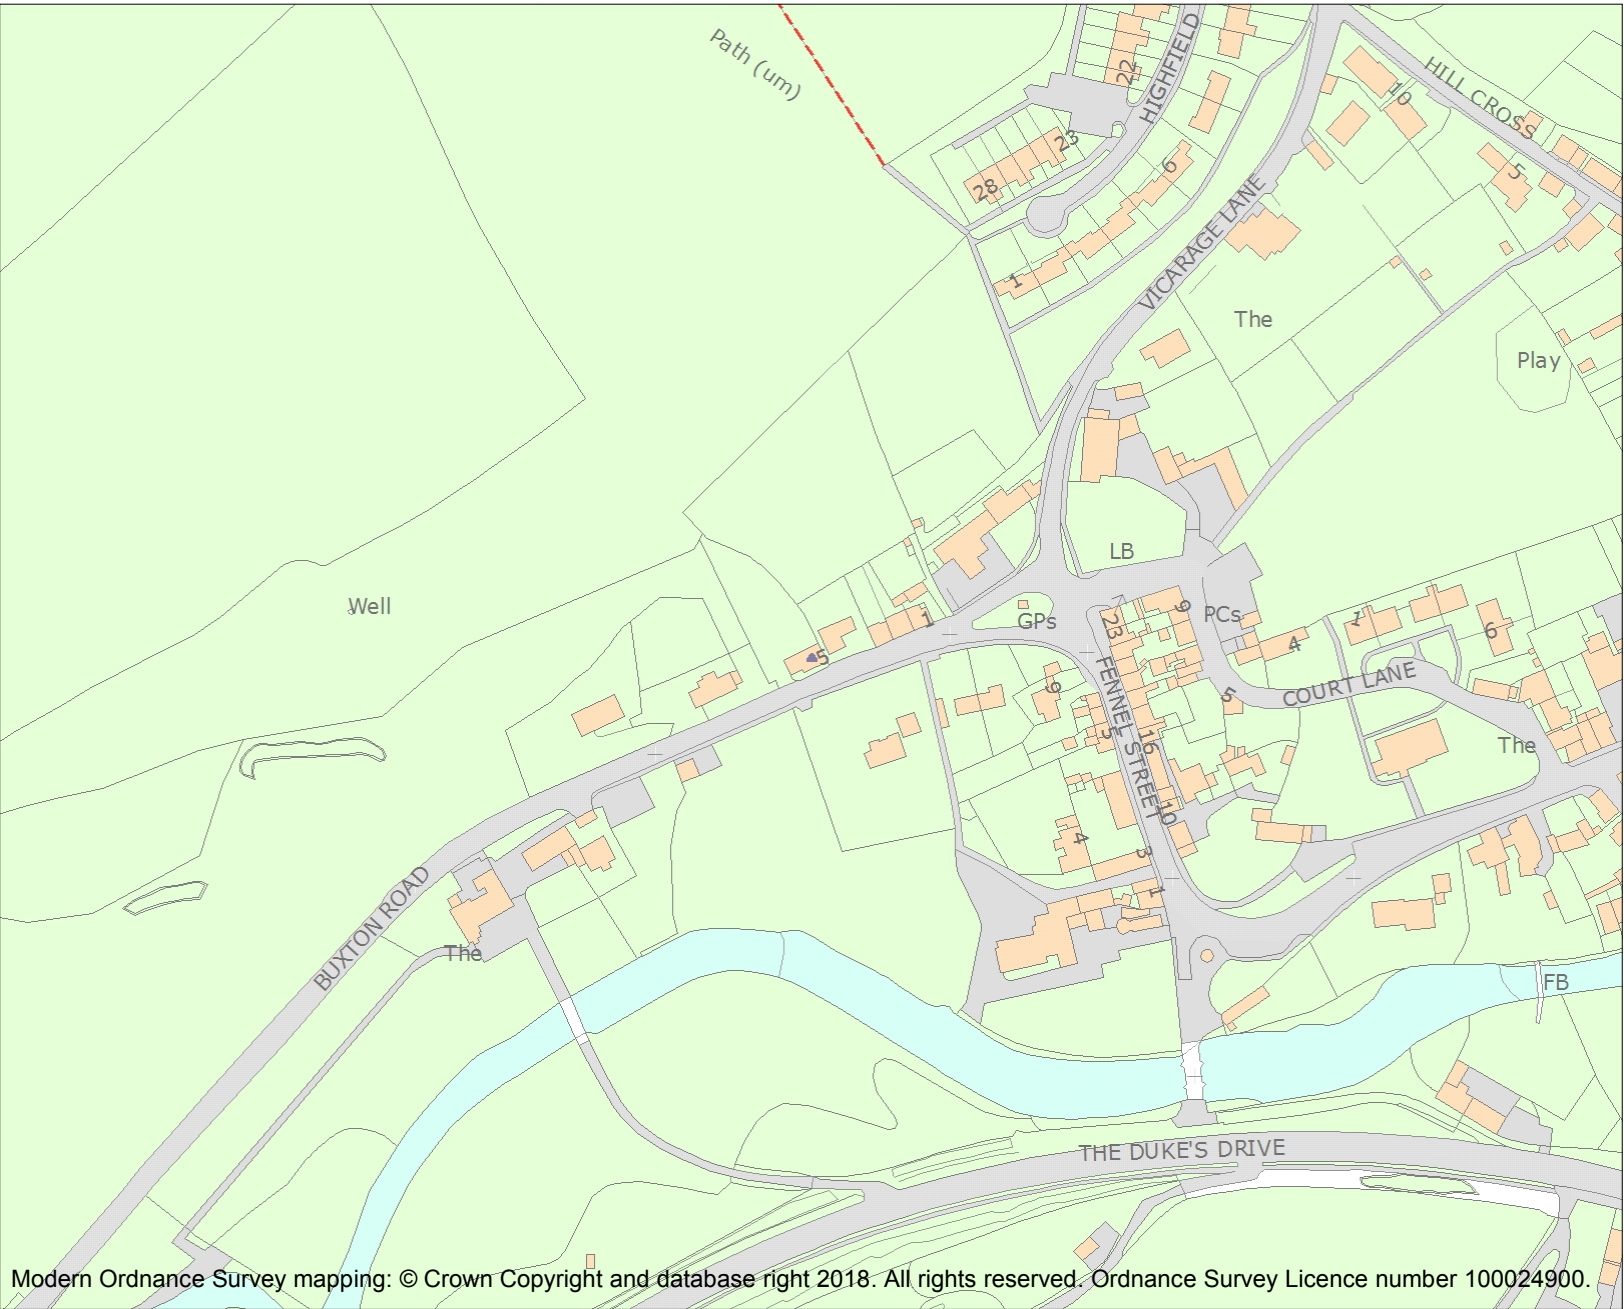 Path (um)
22
HIGHFIELD
HILL CROSS
10
23
28
6
5
1
VICARAGE LANE
The
Play
LB
Well
GPs
1
23
9
PCs
1
6
4
5
9
FENNEL STREET
5
COURT LANE
5
16
The
10
4
3
1
BUXTON ROAD
The
FB
THE DUKE'S DRIVE
Modern Ordnance Survey mapping: © Crown Copyright and database right 2018. All rights reserved. Ordnance Survey Licence number 100024900.